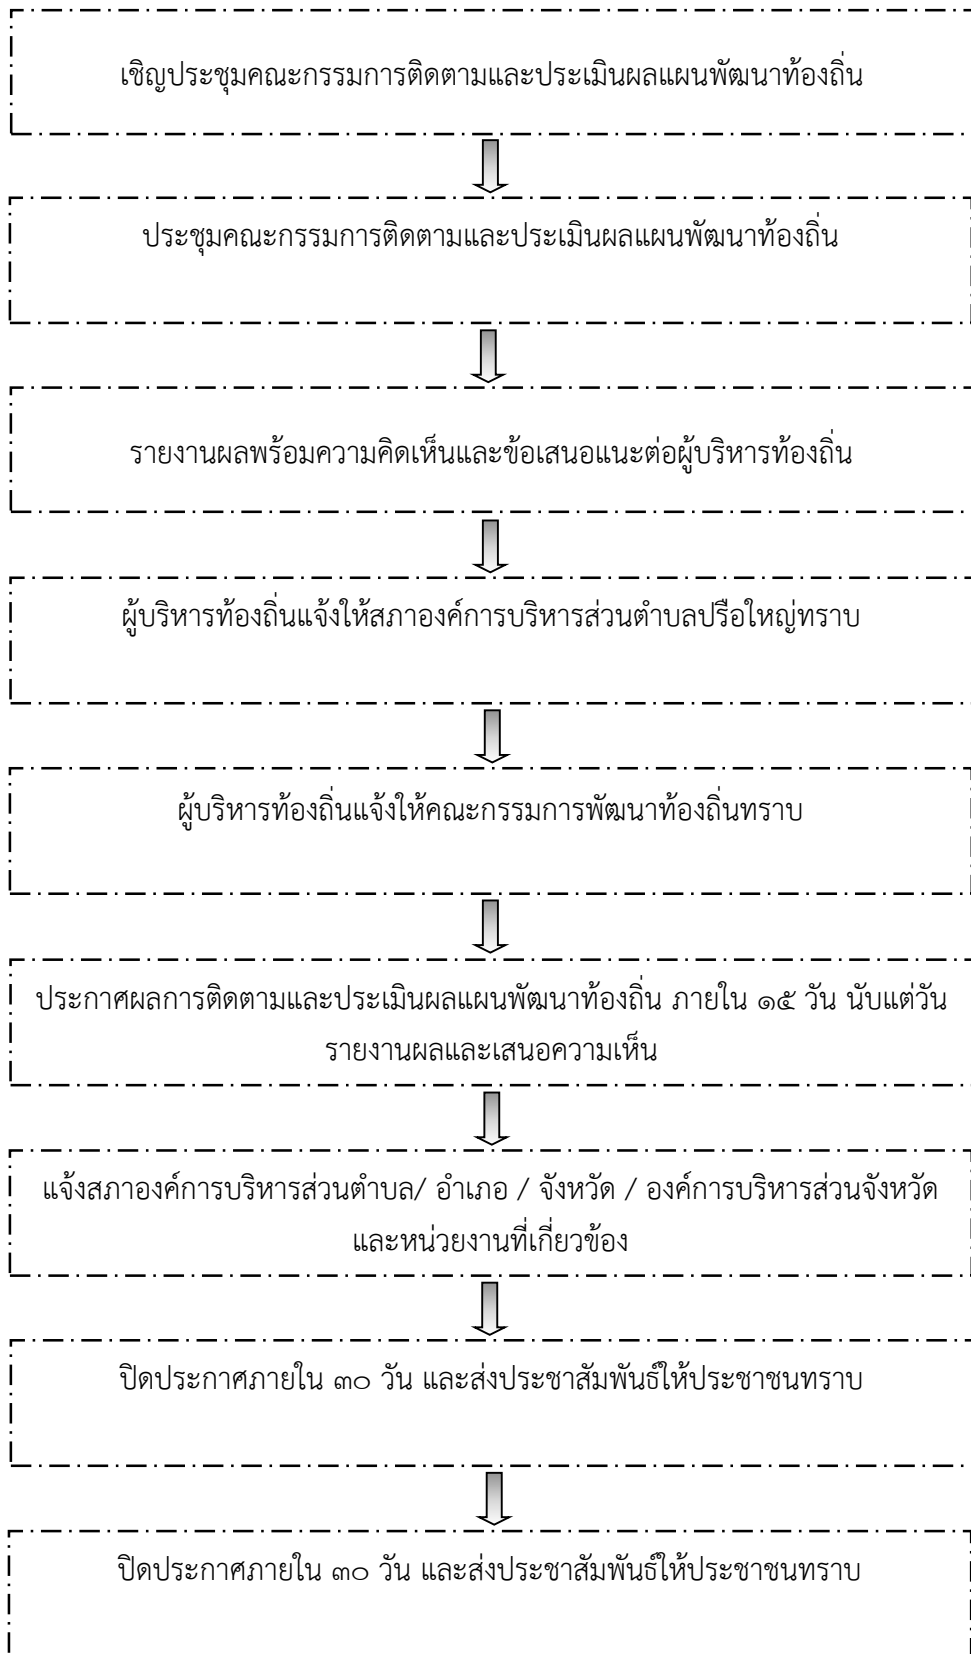 เชิญประชุมคณะกรรมการติดตามและประเมินผลแผนพัฒนาท้องถิ่น
ประชุมคณะกรรมการติดตามและประเมินผลแผนพัฒนาท้องถิ่น
รายงานผลพร้อมความคิดเห็นและข้อเสนอแนะต่อผู้บริหารท้องถิ่น
ผู้บริหารท้องถิ่นแจ้งให้สภาองค์การบริหารส่วนตำบลปรือใหญ่ทราบ
ผู้บริหารท้องถิ่นแจ้งให้คณะกรรมการพัฒนาท้องถิ่นทราบ
ประกาศผลการติดตามและประเมินผลแผนพัฒนาท้องถิ่น ภายใน ๑๕ วัน นับแต่วัน
รายงานผลและเสนอความเห็น
แจ้งสภาองค์การบริหารส่วนตำบล/ อำเภอ / จังหวัด / องค์การบริหารส่วนจังหวัด
และหน่วยงานที่เกี่ยวข้อง
ปิดประกาศภายใน ๓๐ วัน และส่งประชาสัมพันธ์ให้ประชาชนทราบ
ปิดประกาศภายใน ๓๐ วัน และส่งประชาสัมพันธ์ให้ประชาชนทราบ